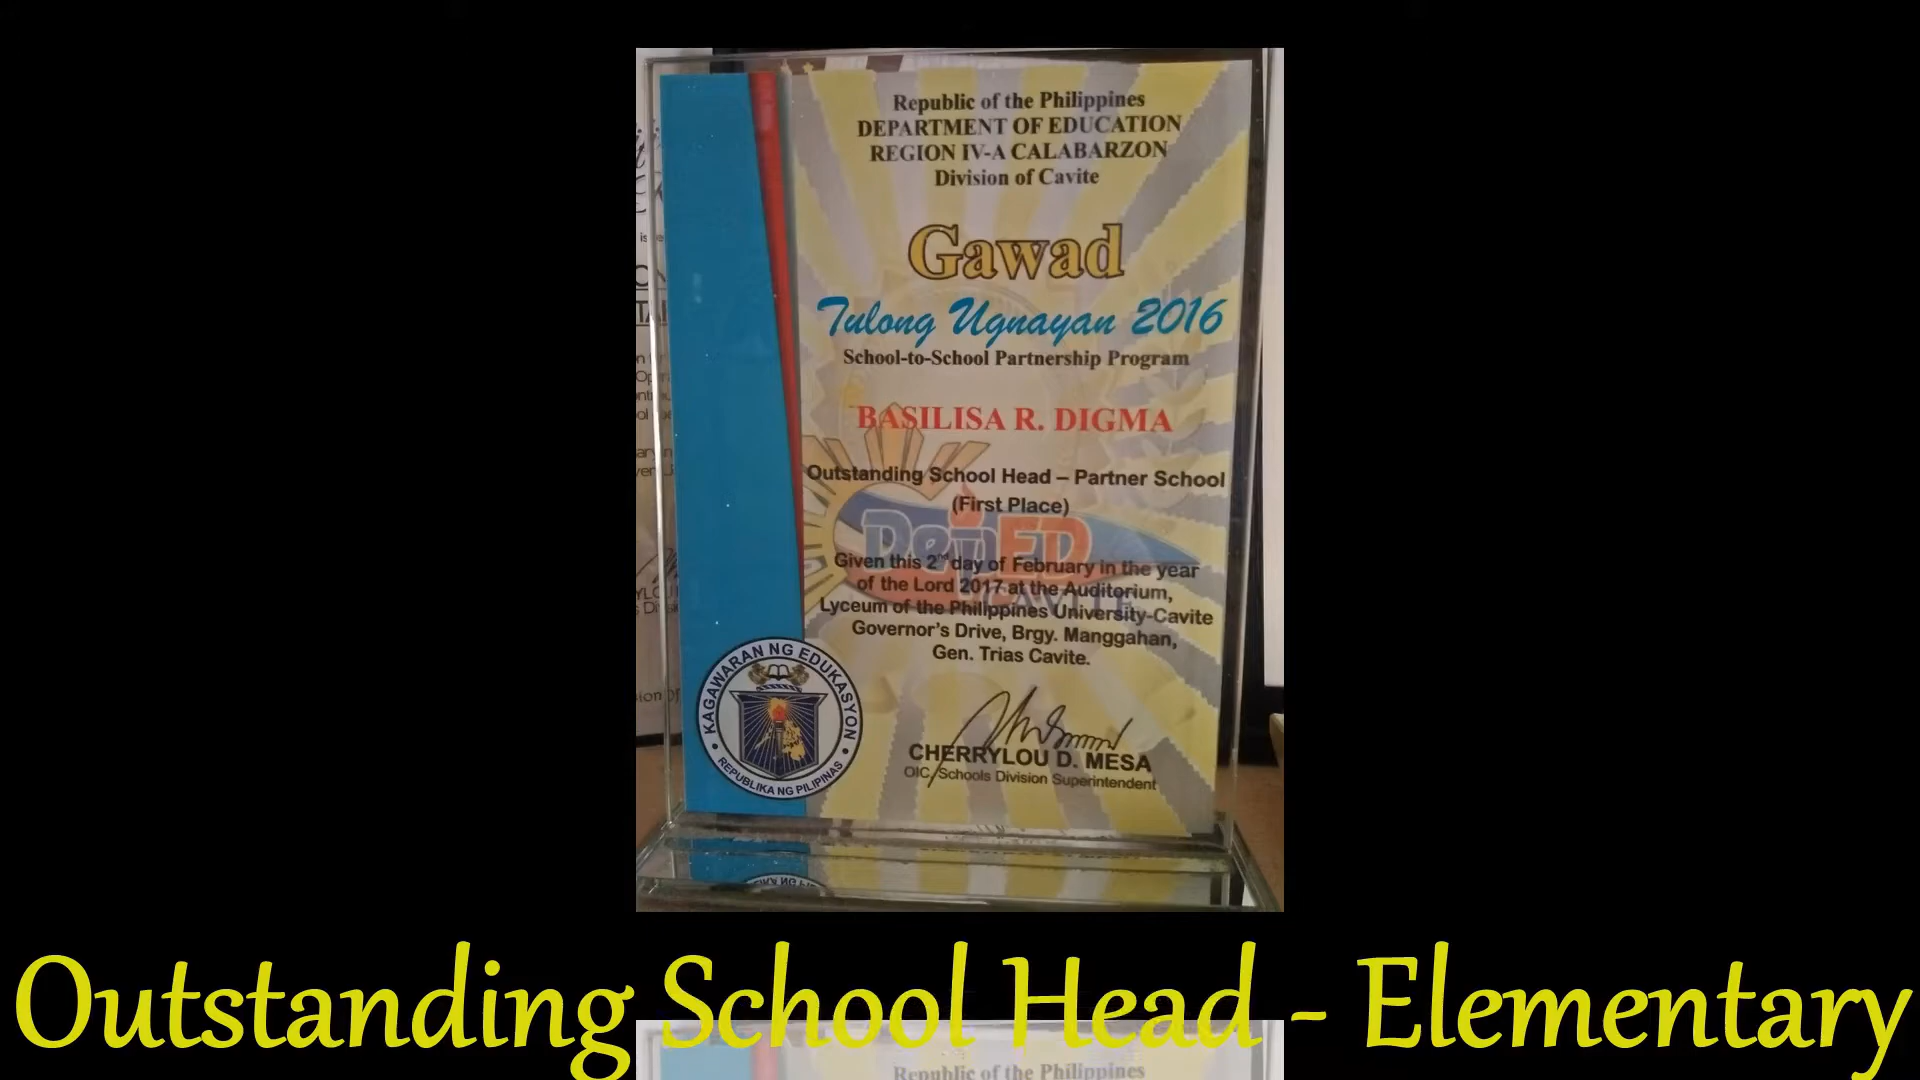 Republic of the Philippines
DEPARTMENT OF EDUCATION
REGION IV-A CALABARZON
Division of Cavite
Gawad
Tulong Ugnayan 2016
School-to-School Partnership Program
BASILISA R. DIGMA
Outstanding School Head – Partner School
(First Place)
DepED
CAVITE
Given this 2nd day of February in the year
of the Lord 2017 at the Auditorium,
Lyceum of the Philippines University-Cavite
Governor's Drive, Brgy. Manggahan,
Gen. Trias Cavite.
KAGAWARAN NG EDUKASYON
REPUBLIKA NG PILIPINAS
CHERRYLOU D. MESA
OIC/Schools Division Superintendent
Outstanding School Head - Elementary
Republic of the Philippines